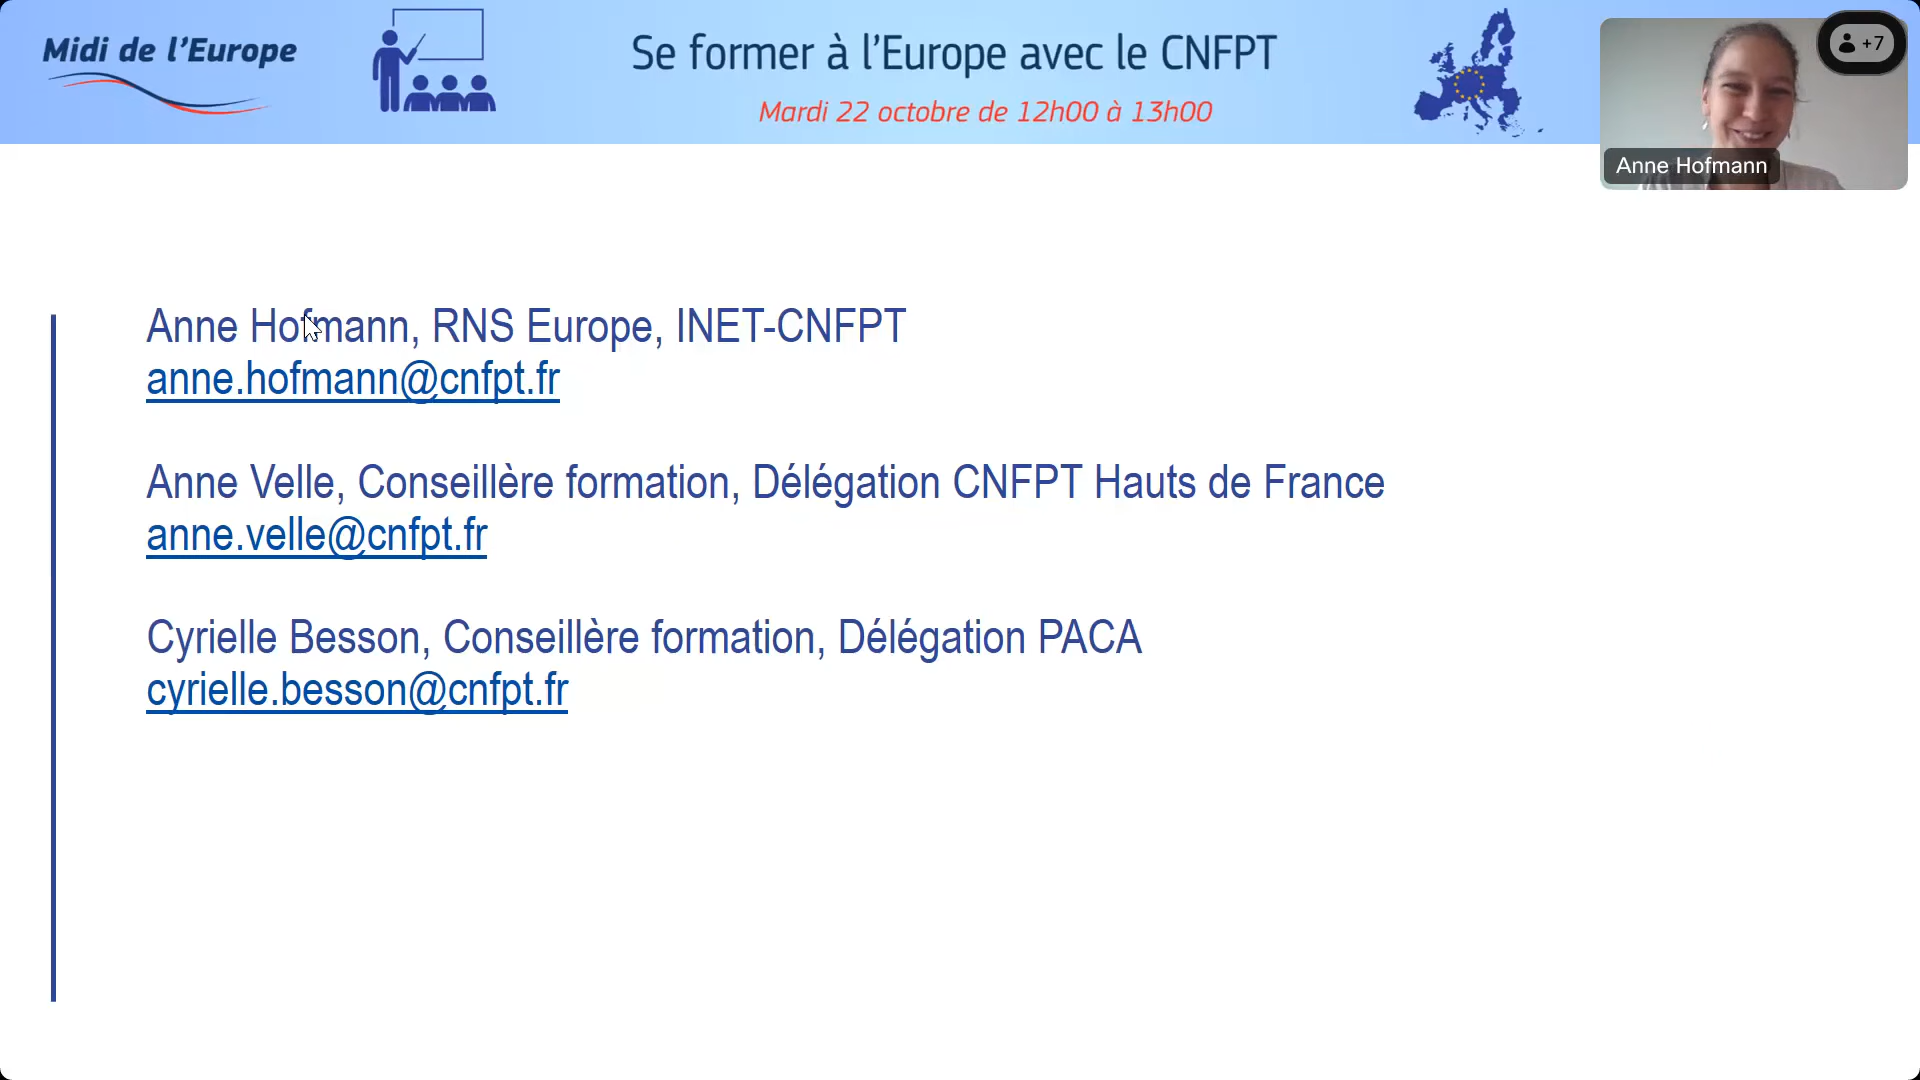 Midi de l'Europe
Se former à l'Europe avec le CNFPT
Mardi 22 octobre de 12h00 à 13h00
+7
Anne Hofmann
Anne Hofmann, RNS Europe, INET-CNFPT
anne.hofmann@cnfpt.fr
Anne Velle, Conseillère formation, Délégation CNFPT Hauts de France
anne.velle@cnfpt.fr
Cyrielle Besson, Conseillère formation, Délégation PACA
cyrielle.besson@cnfpt.fr